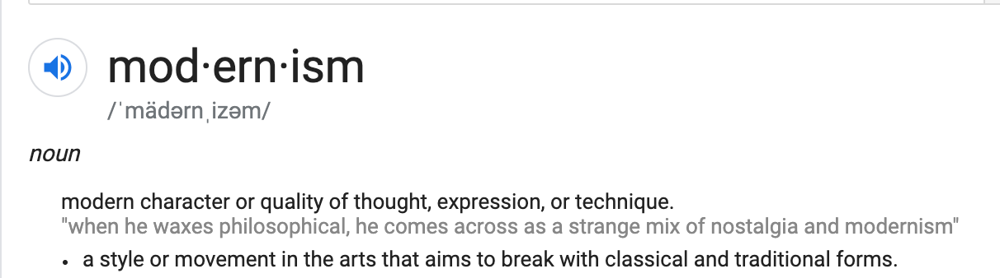 mod·ern·ism
/ˈmädərnˌizəm/
noun
modern character or quality of thought, expression, or technique.
"when he waxes philosophical, he comes across as a strange mix of nostalgia and modernism"
• a style or movement in the arts that aims to break with classical and traditional forms.